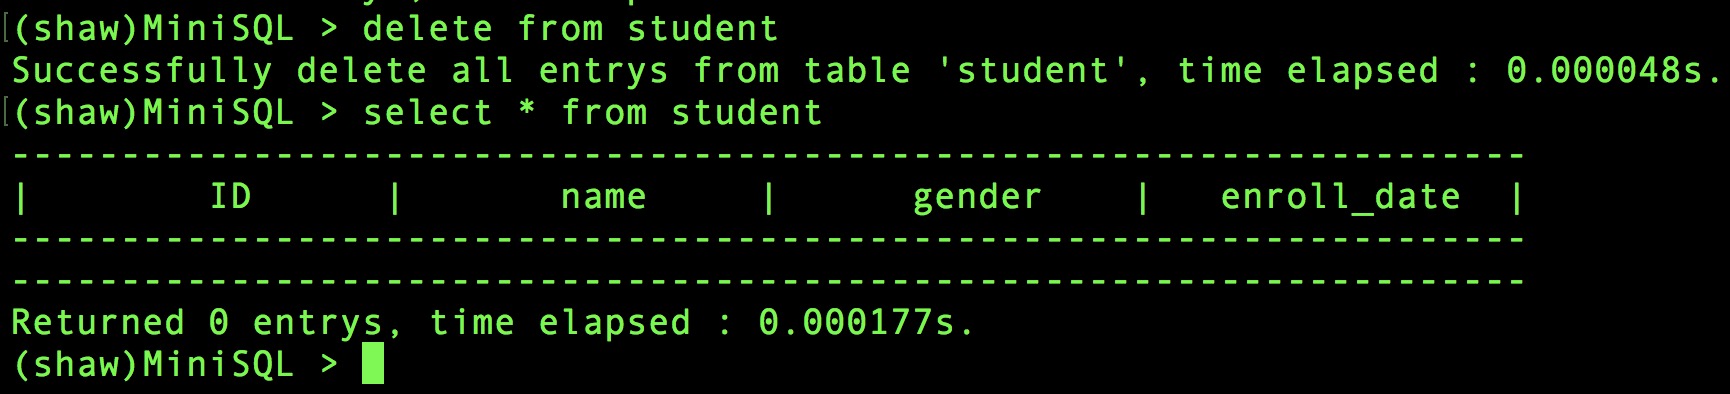 (shaw)MiniSQL > delete from student
Successfully delete all entrys from table 'student', time elapsed : 0.000048s.
(shaw)MiniSQL > select * from student
---------------------------------------------------------------------
|        ID      |       name     |      gender    |   enroll_date  |
---------------------------------------------------------------------
---------------------------------------------------------------------
Returned 0 entrys, time elapsed : 0.000177s.
(shaw)MiniSQL >